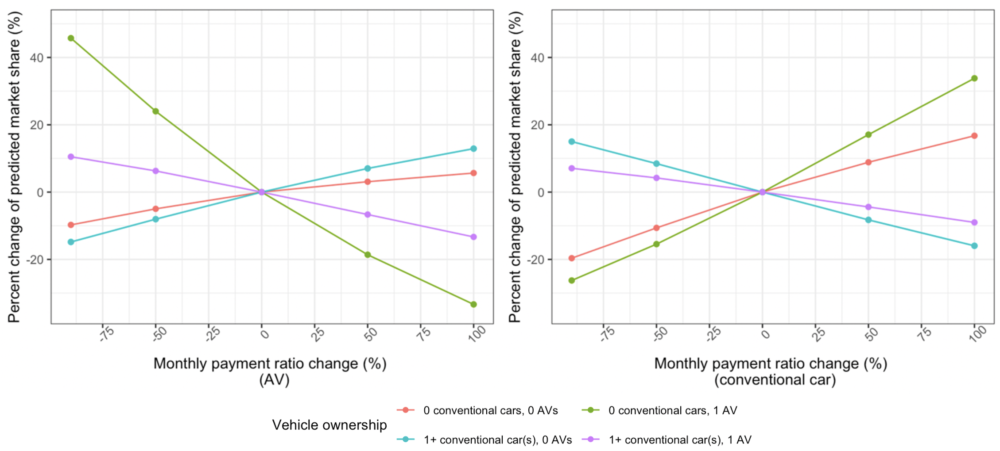 Percent change of predicted market share (%)
40
20
0
-20
-75
-50
-25
0
25
50
75
100
Monthly payment ratio change (%)
(AV)
Percent change of predicted market share (%)
40
20
0
-20
-75
-50
-25
0
25
50
75
100
Monthly payment ratio change (%)
(conventional car)
Vehicle ownership
0 conventional cars, 0 AVs
0 conventional cars, 1 AV
1+ conventional car(s), 0 AVs
1+ conventional car(s), 1 AV